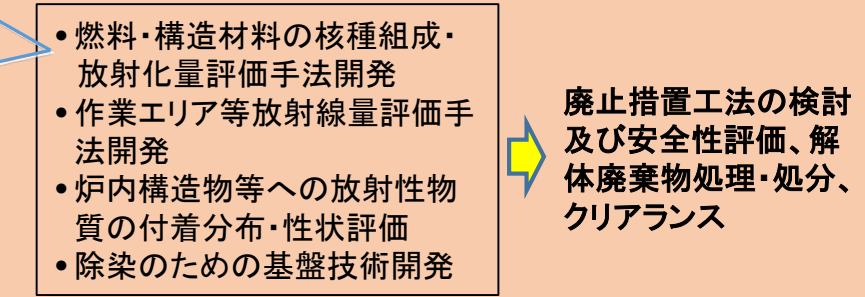 •燃料・構造材料の核種組成・
放射化量評価手法開発
•作業エリア等放射線量評価手
法開発
•炉内構造物等への放射性物
質の付着分布・性状評価
•除染のための基盤技術開発
廃止措置工法の検討
及び安全性評価、解
体廃棄物処理・処分、
クリアランス